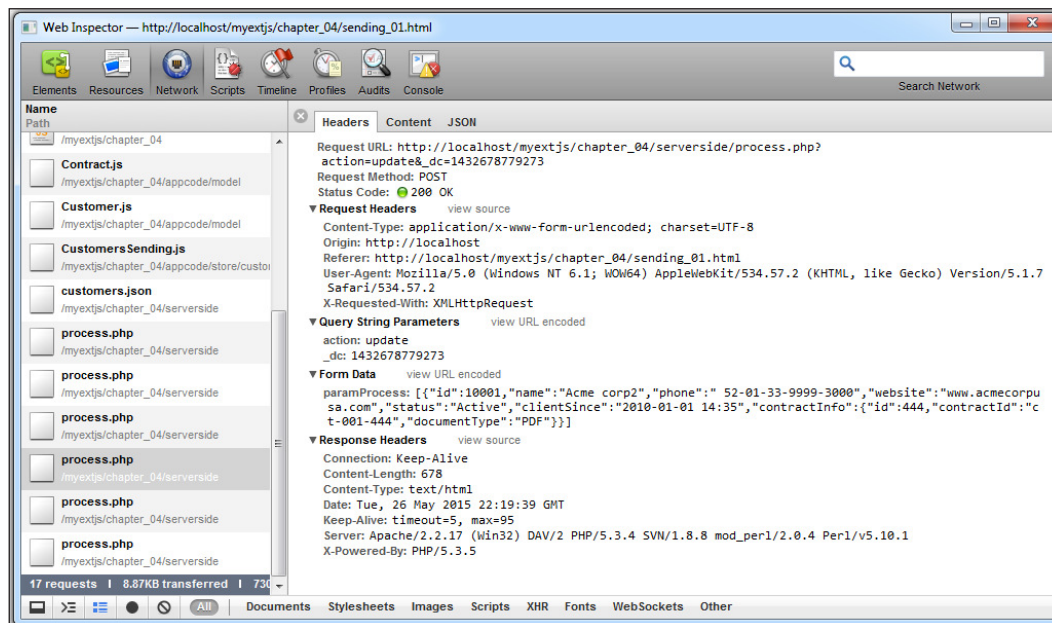 Web Inspector — http://localhost/myextjs/chapter_04/sending_01.html
Elements Resources Network Scripts Timeline Profiles Audits Console
Search Network
Name
Path
/myextjs/chapter_04
Contract.js
/myextjs/chapter_04/appcode/model
Customer.js
/myextjs/chapter_04/appcode/model
CustomersSending.js
/myextjs/chapter_04/appcode/store/custo
customers.json
/myextjs/chapter_04/serverside
process.php
/myextjs/chapter_04/serverside
process.php
/myextjs/chapter_04/serverside
process.php
/myextjs/chapter_04/serverside
process.php
/myextjs/chapter_04/serverside
process.php
/myextjs/chapter_04/serverside
process.php
/myextjs/chapter_04/serverside
17 requests | 8.87KB transferred | 730
Headers Content JSON
Request URL: http://localhost/myextjs/chapter_04/serverside/process.php?
action=update&_dc=1432678779273
Request Method: POST
Status Code: 200 OK
Request Headers view source
Content-Type: application/x-www-form-urlencoded; charset=UTF-8
Origin: http://localhost
Referer: http://localhost/myextjs/chapter_04/sending_01.html
User-Agent: Mozilla/5.0 (Windows NT 6.1; WOW64) AppleWebKit/534.57.2 (KHTML, like Gecko) Version/5.1.7
Safari/534.57.2
X-Requested-With: XMLHttpRequest
Query String Parameters view URL encoded
action: update
_dc: 1432678779273
Form Data view URL encoded
paramProcess: [{"id":10001,"name":"Acme corp2","phone":" 52-01-33-9999-3000","website":"www.acmecorpu
sa.com","status":"Active","clientSince":"2010-01-01 14:35","contractInfo":{"id":444,"contractId":"c
t-001-444","documentType":"PDF"}}]
Response Headers view source
Connection: Keep-Alive
Content-Length: 678
Content-Type: text/html
Date: Tue, 26 May 2015 22:19:39 GMT
Keep-Alive: timeout=5, max=95
Server: Apache/2.2.17 (Win32) DAV/2 PHP/5.3.4 SVN/1.8.8 mod_perl/2.0.4 Perl/v5.10.1
X-Powered-By: PHP/5.3.5
All Documents Stylesheets Images Scripts XHR Fonts WebSockets Other